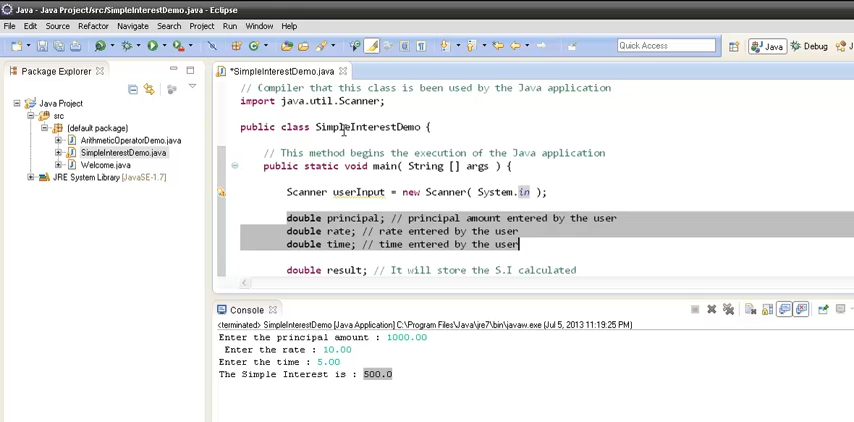 Java - Java Project/src/SimpleInterestDemo.java - Eclipse
File Edit Source Refactor Navigate Search Project Run Window Help
Quick Access
Java
Debug
Package Explorer
Java Project
src
(default package)
ArithmeticOperatorDemo.java
SimpleInterestDemo.java
Welcome.java
JRE System Library [JavaSE-1.7]
*SimpleInterestDemo.java
// Compiler that this class is been used by the Java application
import java.util.Scanner;
public class SimpleInterestDemo {
// This method begins the execution of the Java application
public static void main( String [] args ) {
Scanner userInput = new Scanner( System.in );
double principal; // principal amount entered by the user
double rate; // rate entered by the user
double time; // time entered by the user
double result; // It will store the S.I calculated
Console
<terminated> SimpleInterestDemo [Java Application] C:\Program Files\Java\jre7\bin\javaw.exe (Jul 5, 2013 11:19:25 PM)
Enter the principal amount : 1000.00
Enter the rate : 10.00
Enter the time : 5.00
The Simple Interest is : 500.0